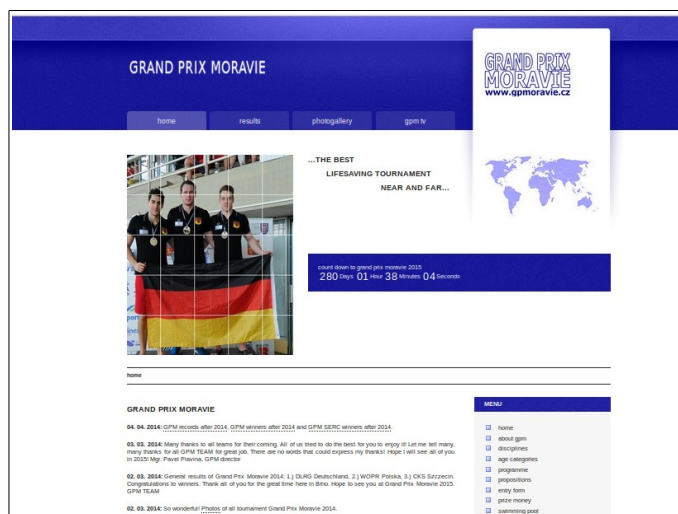 GRAND PRIX MORAVIE
GRAND PRIX
MORAVIE
www.gpmoravie.cz
home
results
photogallery
gpm tv
...THE BEST
LIFESAVING TOURNAMENT
NEAR AND FAR...
count down to grand prix moravie 2015
280 Days 01 Hour 38 Minutes 04 Seconds
home
GRAND PRIX MORAVIE
04. 04. 2014: GPM records after 2014, GPM winners after 2014 and GPM SERC winners after 2014.
03. 03. 2014: Many thanks to all teams for their coming. All of us tried to do the best for you to enjoy it! Let me tell many,
many thanks for all GPM TEAM for great job. There are no words that could express my thanks! Hope I will see all of you
in 2015! Mgr. Pavel Plavina, GPM director
02. 03. 2014: General results of Grand Prix Moravie 2014: 1.) DLRG Deutschland, 2.) WOPR Polska, 3.) CKS Szczecin.
Congratulations to winners. Thank all of you for the great time here in Brno. Hope to see you at Grand Prix Moravie 2015.
GPM TEAM
02. 03. 2014: So wonderful! Photos of all tournament Grand Prix Moravie 2014.
MENU
home
about gpm
disciplines
age categories
programme
propositions
entry form
prize money
swimming pool